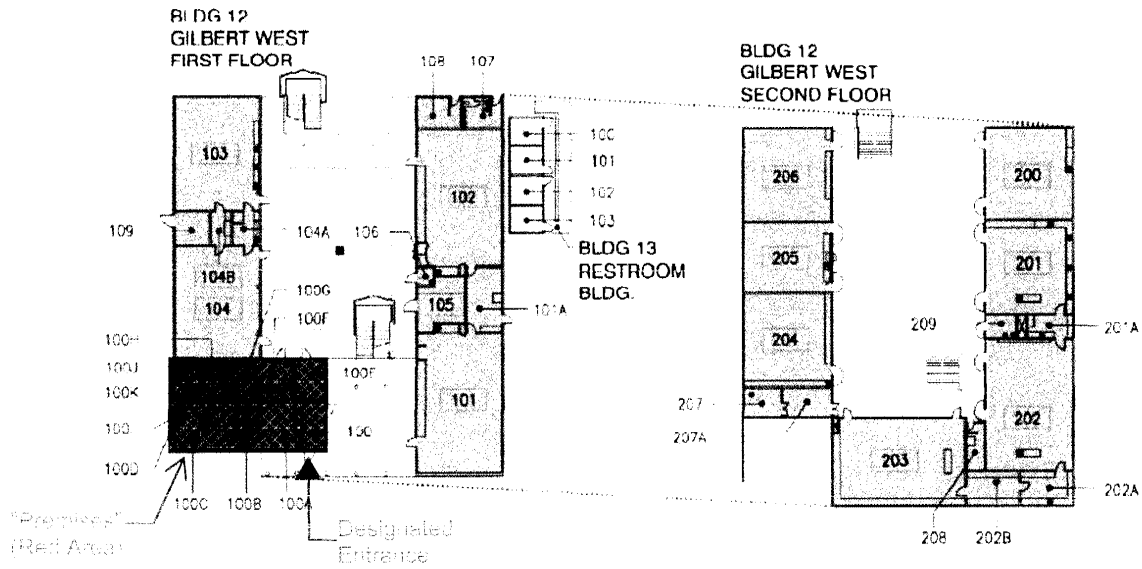 BLDG 12
GILBERT WEST
FIRST FLOOR
108
107
103
102
100
101
102
103
109
104A
106
BLDG 13
RESTROOM
BLDG.
104B
104
100G
100F
105
101A
100H
100J
100K
100E
101
100
100
100D
100C
100B
100A
"Premises"
(Red Area)
Designated
Entrance
BLDG 12
GILBERT WEST
SECOND FLOOR
206
200
205
201
204
209
201A
207
207A
202
203
208
202B
202A